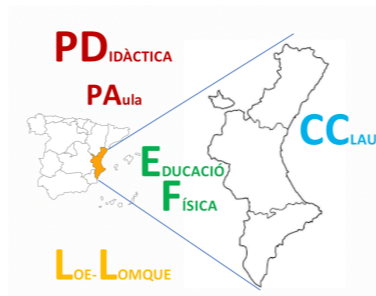 PDIDÀCTICA
PAula
CCLAU
EDUCACIÓ
FÍSICA
LOE- LOMQUE